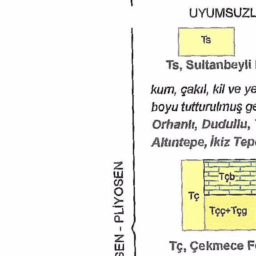 UYUMSUZL
Ts
Ts, Sultanbeyli
kum, çakıl, kil ve ye
boyu tutturulmuş ge
Orhanlı, Dudullu,
Altıntepe, İkiz Tep
Tçb
Tç
Tçç+Tçg
Tç, Çekmece F
SEN - PLİYOSEN